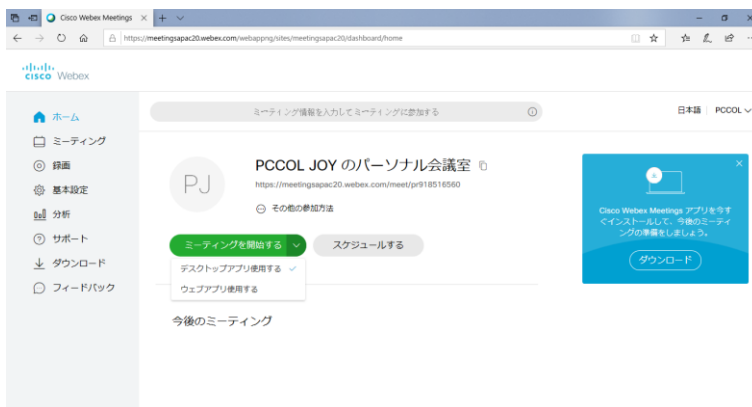 Cisco Webex Meetings
https://meetingsapac20.webex.com/webappng/sites/meetingsapac20/dashboard/home
cisco Webex
ミーティング情報を入力してミーティングに参加する
日本語 PCCOL
ホーム
ミーティング
録画
基本設定
分析
サポート
ダウンロード
フィードバック
PJ
PCCOL JOY のパーソナル会議室
https://meetingsapac20.webex.com/meet/pr918516560
その他の参加方法
ミーティングを開始する
スケジュールする
デスクトップアプリ使用する
ウェブアプリ使用する
今後のミーティング
Cisco Webex Meetings アプリを今す
ぐインストールして、今後のミーティ
ングの準備をしましょう。
ダウンロード